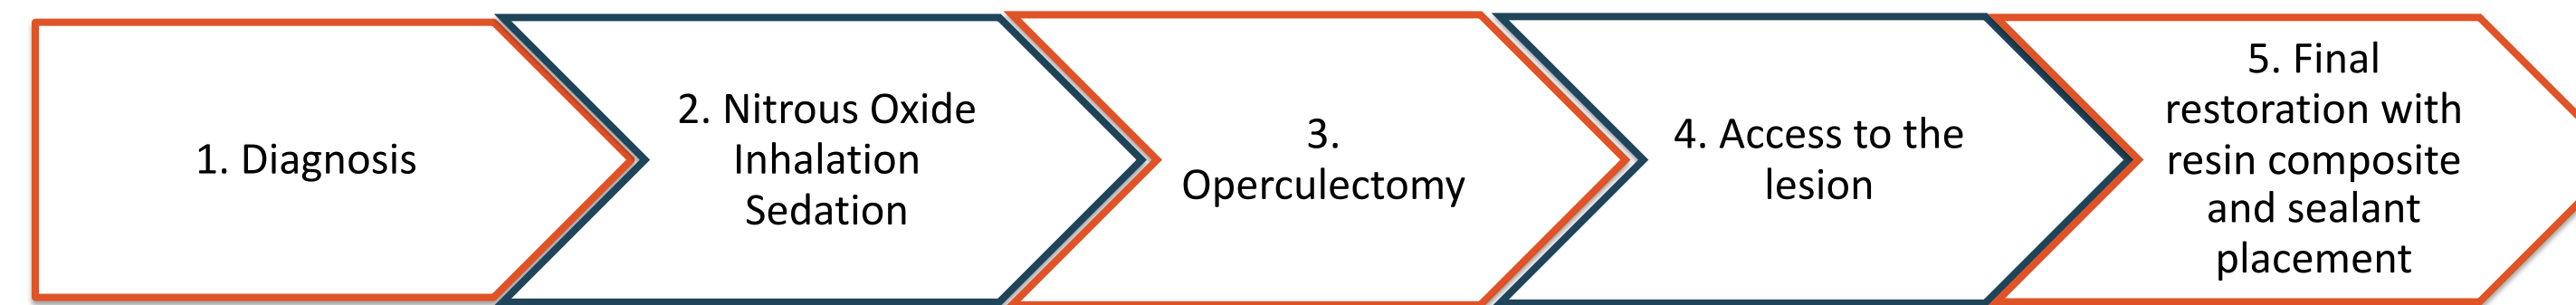 1. Diagnosis
2. Nitrous Oxide
Inhalation
Sedation
3.
Operculectomy
4. Access to the
lesion
5. Final
restoration with
resin composite
and sealant
placement